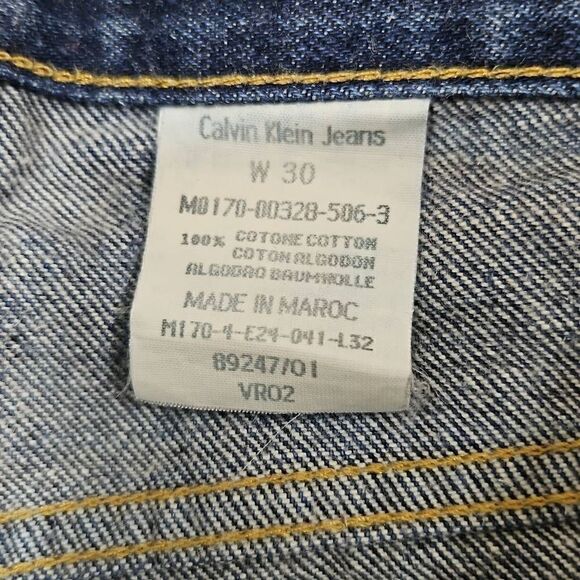 Calvin Klein Jeans
W 30
M0170-00328-506-3
100% COTONE COTTON
COTON ALGODON
ALGODAO BAUMWOLLE
MADE IN MAROC
M170-4-E24-041-L32
89247/01
VR02